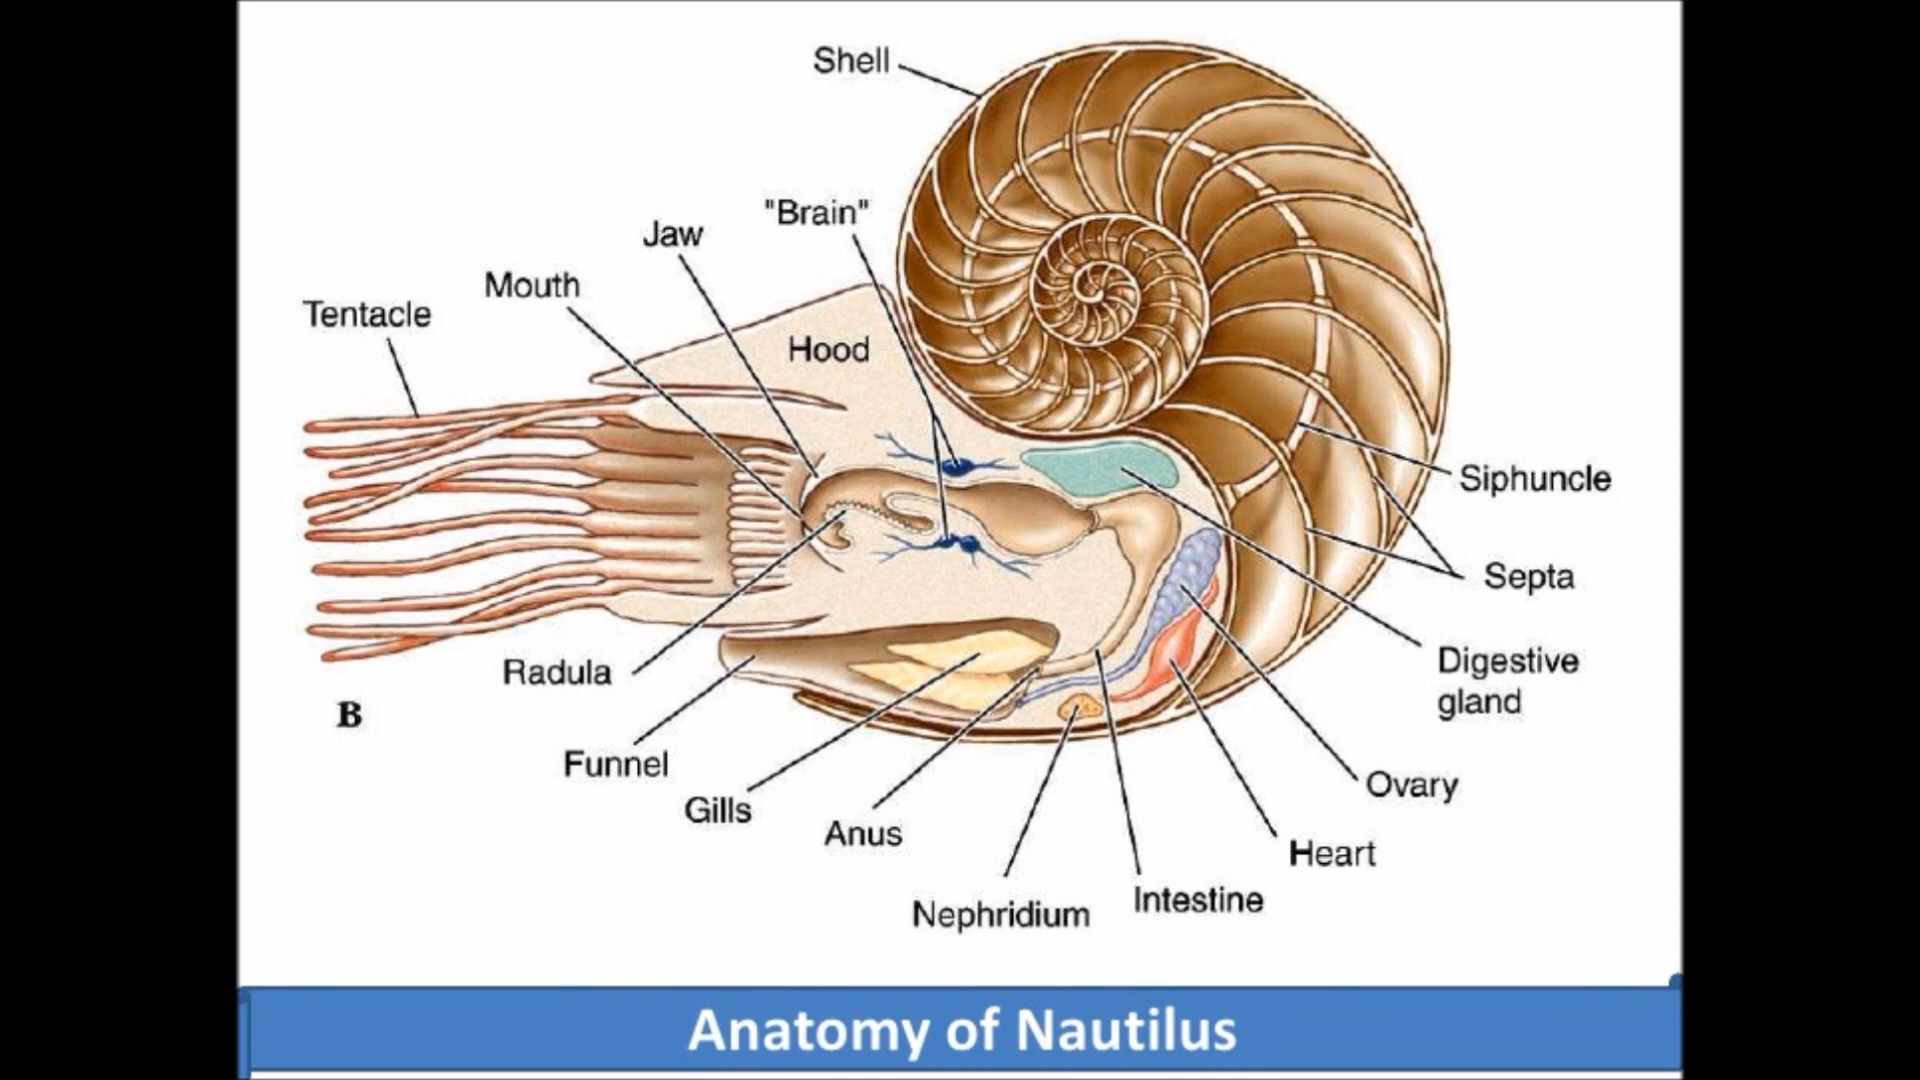 Shell
"Brain"
Jaw
Mouth
Tentacle
Hood
Siphuncle
Septa
Radula
Digestive
gland
B
Funnel
Ovary
Gills
Anus
Heart
Intestine
Nephridium
Anatomy of Nautilus